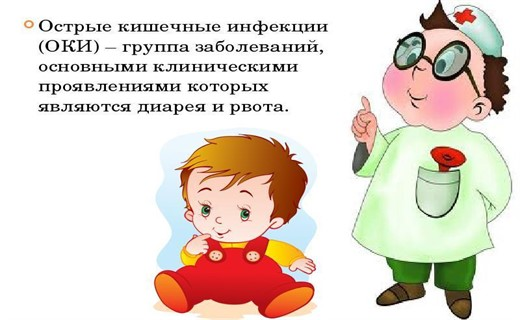 Острые кишечные инфекции
(ОКИ) – группа заболеваний,
основными клиническими
проявлениями которых
являются диарея и рвота.